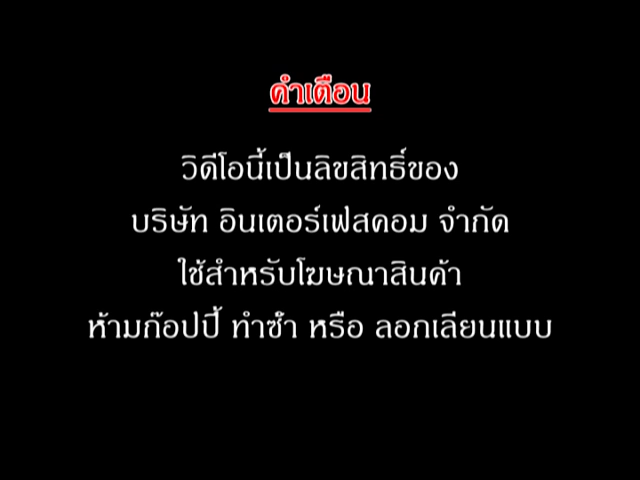 คำเตือน
วิดีโอนี้เป็นลิขสิทธิ์ของ
บริษัท อินเตอร์เฟสคอม จำกัด
ใช้สำหรับโฆษณาสินค้า
ห้ามก๊อปปี้ ทำซ้ำ หรือ ลอกเลียนแบบ